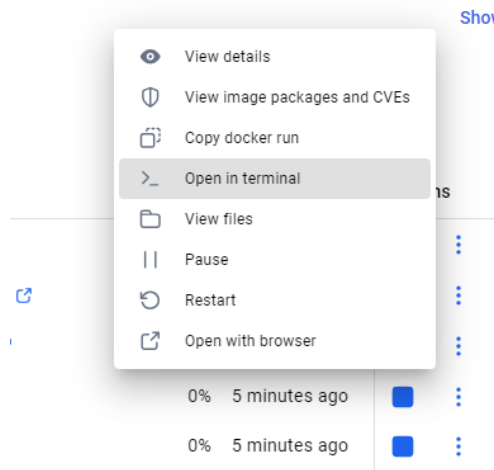 Show
View details
View image packages and CVEs
Copy docker run
Open in terminal
ns
View files
Pause
Restart
Open with browser
0% 5 minutes ago
0% 5 minutes ago